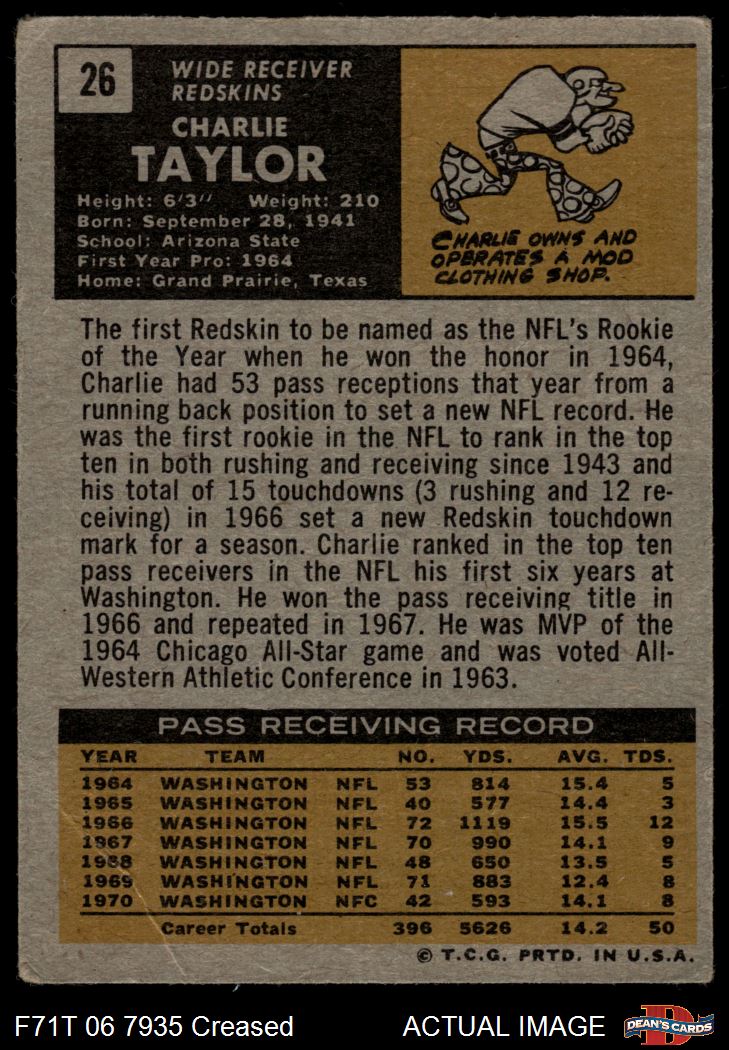 26
WIDE RECEIVER
REDSKINS
CHARLIE
TAYLOR
Height: 6'3" Weight: 210
Born: September 28, 1941
School: Arizona State
First Year Pro: 1964
Home: Grand Prairie, Texas
CHARLIE OWNS AND
OPERATES A MOD
CLOTHING SHOP.
The first Redskin to be named as the NFL's Rookie
of the Year when he won the honor in 1964,
Charlie had 53 pass receptions that year from a
running back position to set a new NFL record. He
was the first rookie in the NFL to rank in the top
ten in both rushing and receiving since 1943 and
his total of 15 touchdowns (3 rushing and 12 re-
ceiving) in 1966 set a new Redskin touchdown
mark for a season. Charlie ranked in the top ten
pass receivers in the NFL his first six years at
Washington. He won the pass receiving title in
1966 and repeated in 1967. He was MVP of the
1964 Chicago All-Star game and was voted All-
Western Athletic Conference in 1963.
PASS RECEIVING RECORD
YEAR TEAM NO. YDS. AVG. TDS.
1964 WASHINGTON NFL 53 814 15.4 5
1965 WASHINGTON NFL 40 577 14.4 3
1966 WASHINGTON NFL 72 1119 15.5 12
1967 WASHINGTON NFL 70 990 14.1 9
1968 WASHINGTON NFL 48 650 13.5 5
1969 WASHINGTON NFL 71 883 12.4 8
1970 WASHINGTON NFC 42 593 14.1 8
Career Totals 396 5626 14.2 50
© T.C.G. PRTD. IN U.S.A.
F71T 06 7935 Creased ACTUAL IMAGE
D
DEAN'S CARDS